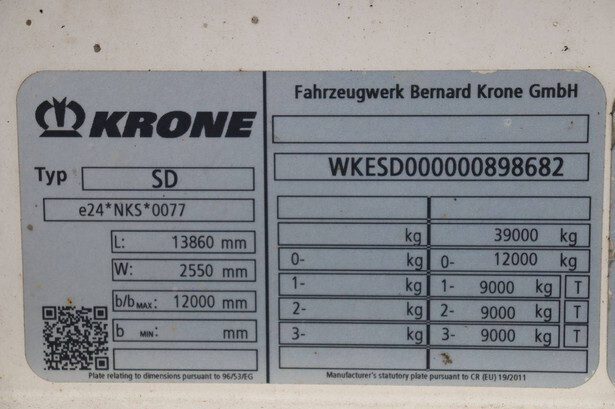 KRONE
Typ SD
e24*NKS*0077
L: 13860 mm
W: 2550 mm
b/b MAX: 12000 mm
b MIN: mm
Plate relating to dimensions pursuant to 96/53/EG
Fahrzeugwerk Bernard Krone GmbH
WKESD000000898682
kg 39000 kg
0- kg 0- 12000 kg
1- kg 1- 9000 kg T
2- kg 2- 9000 kg T
3- kg 3- 9000 kg T
Manufacturer's statutory plate pursuant to CR (EU) 19/2011